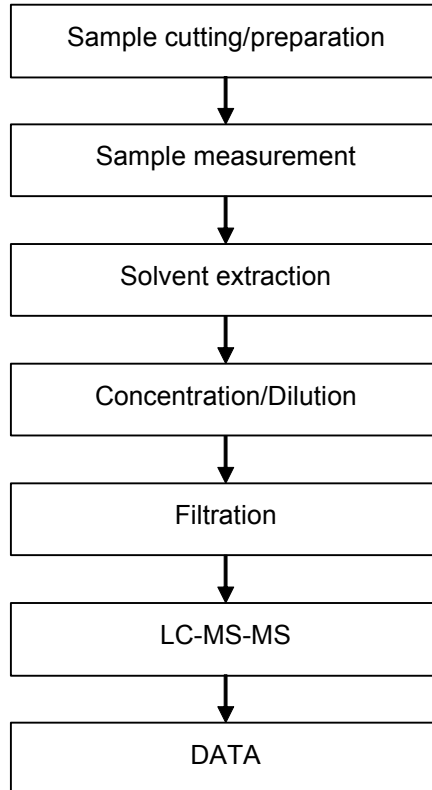 Sample cutting/preparation
Sample measurement
Solvent extraction
Concentration/Dilution
Filtration
LC-MS-MS
DATA